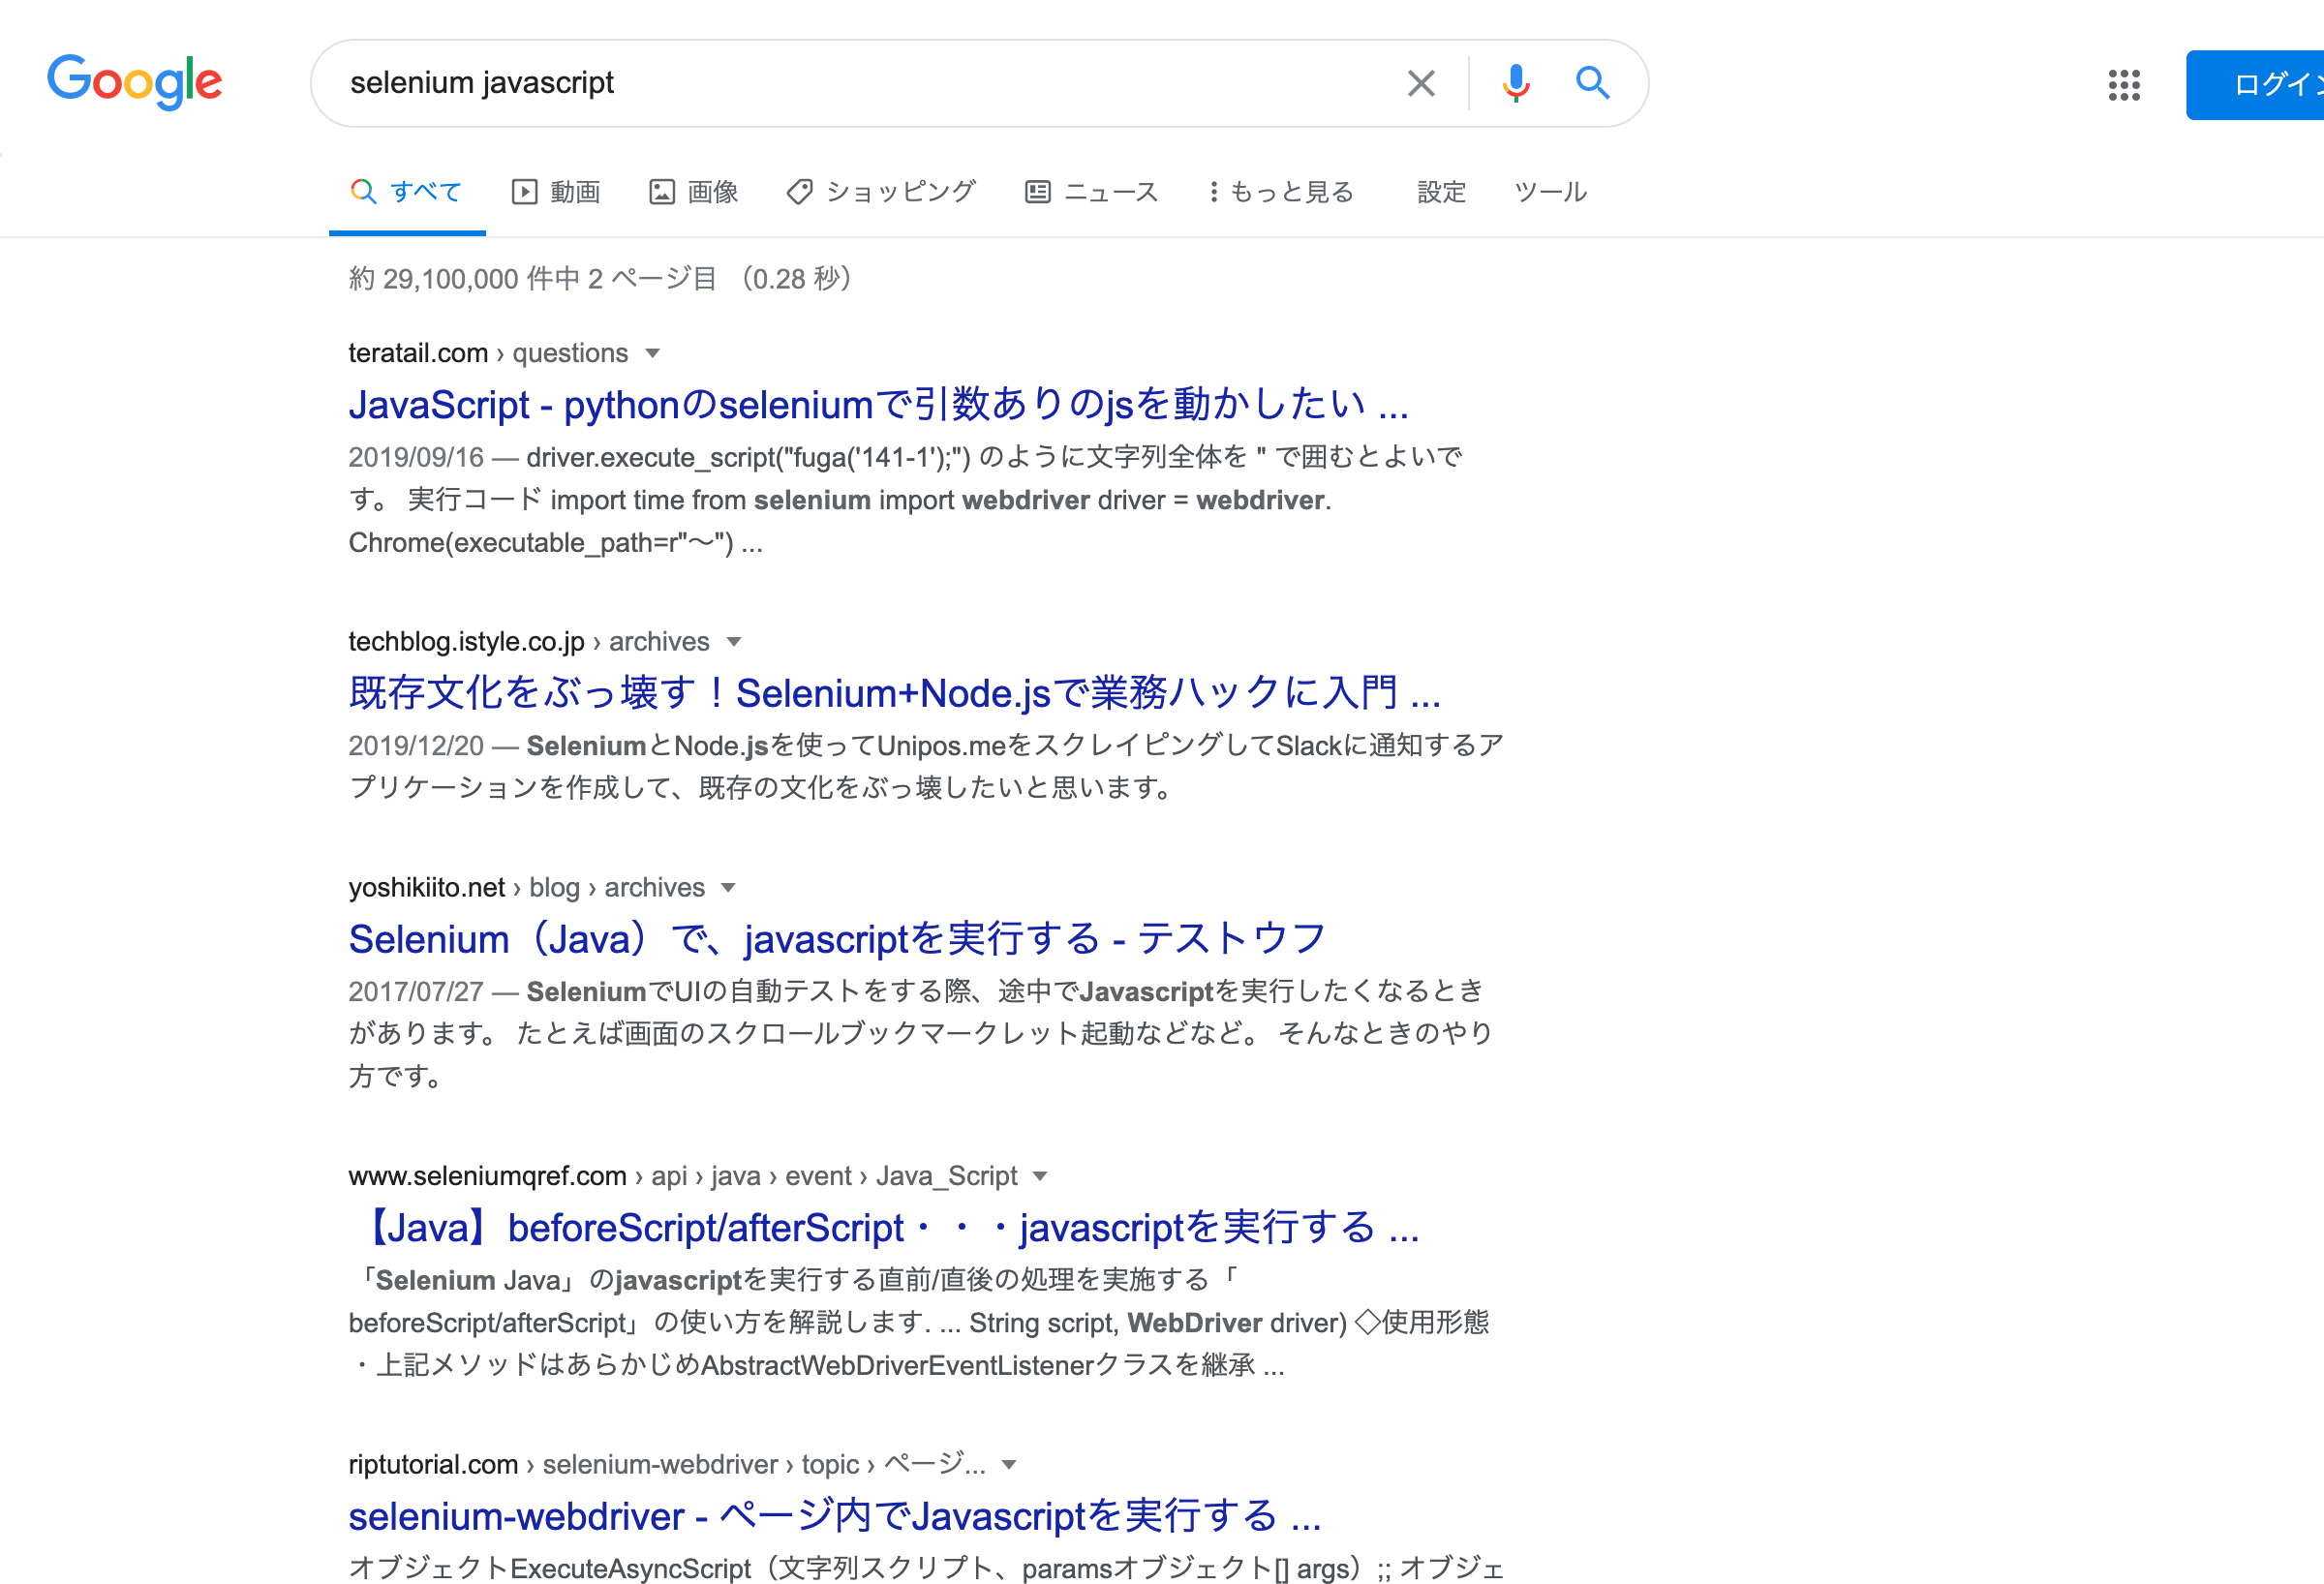 Google
selenium javascript
ログイン
すべて 動画 画像 ショッピング ニュース もっと見る 設定 ツール
約 29,100,000 件中 2 ページ目 （0.28 秒）
teratail.com › questions
JavaScript - pythonのseleniumで引数ありのjsを動かしたい ...
2019/09/16 — driver.execute_script("fuga('141-1');") のように文字列全体を " で囲むとよいで
す。 実行コード import time from selenium import webdriver driver = webdriver.
Chrome(executable_path=r"～") ...
techblog.istyle.co.jp › archives
既存文化をぶっ壊す！Selenium+Node.jsで業務ハックに入門 ...
2019/12/20 — SeleniumとNode.jsを使ってUnipos.meをスクレイピングしてSlackに通知するア
プリケーションを作成して、既存の文化をぶっ壊したいと思います。
yoshikiito.net › blog › archives
Selenium（Java）で、javascriptを実行する - テストウフ
2017/07/27 — SeleniumでUIの自動テストをする際、途中でJavascriptを実行したくなるとき
があります。 たとえば画面のスクロールブックマークレット起動などなど。 そんなときのやり
方です。
www.seleniumqref.com › api › java › event › Java_Script
【Java】beforeScript/afterScript・・・javascriptを実行する ...
「Selenium Java」のjavascriptを実行する直前/直後の処理を実施する「
beforeScript/afterScript」の使い方を解説します. ... String script, WebDriver driver) ◇使用形態
・上記メソッドはあらかじめAbstractWebDriverEventListenerクラスを継承 ...
riptutorial.com › selenium-webdriver › topic › ページ...
selenium-webdriver - ページ内でJavascriptを実行する ...
オブジェクトExecuteAsyncScript（文字列スクリプト、paramsオブジェクト[] args）;; オブジェ